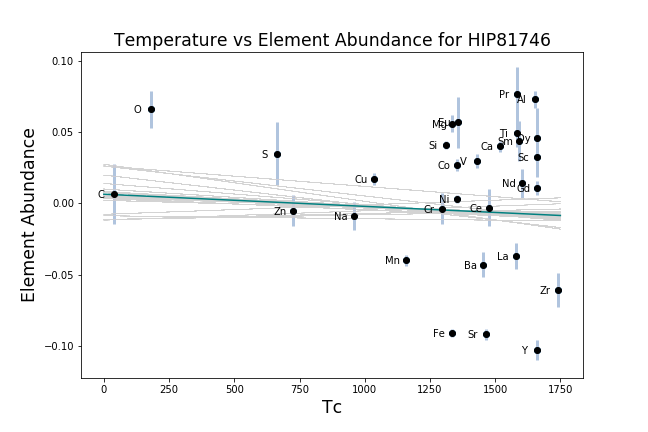 Temperature vs Element Abundance for HIP81746
0.10
0.05
0.00
−0.05
−0.10
Element Abundance
0
250
500
750
1000
1250
1500
1750
Tc
C
O
S
Zn
Na
Cu
Mn
Cr
Si
Mg
Eu
Fe
Co
Ni
V
Ba
Sr
Ce
Ca
La
Pr
Ti
Sm
Nd
Al
Dy
Sc
Gd
Y
Zr